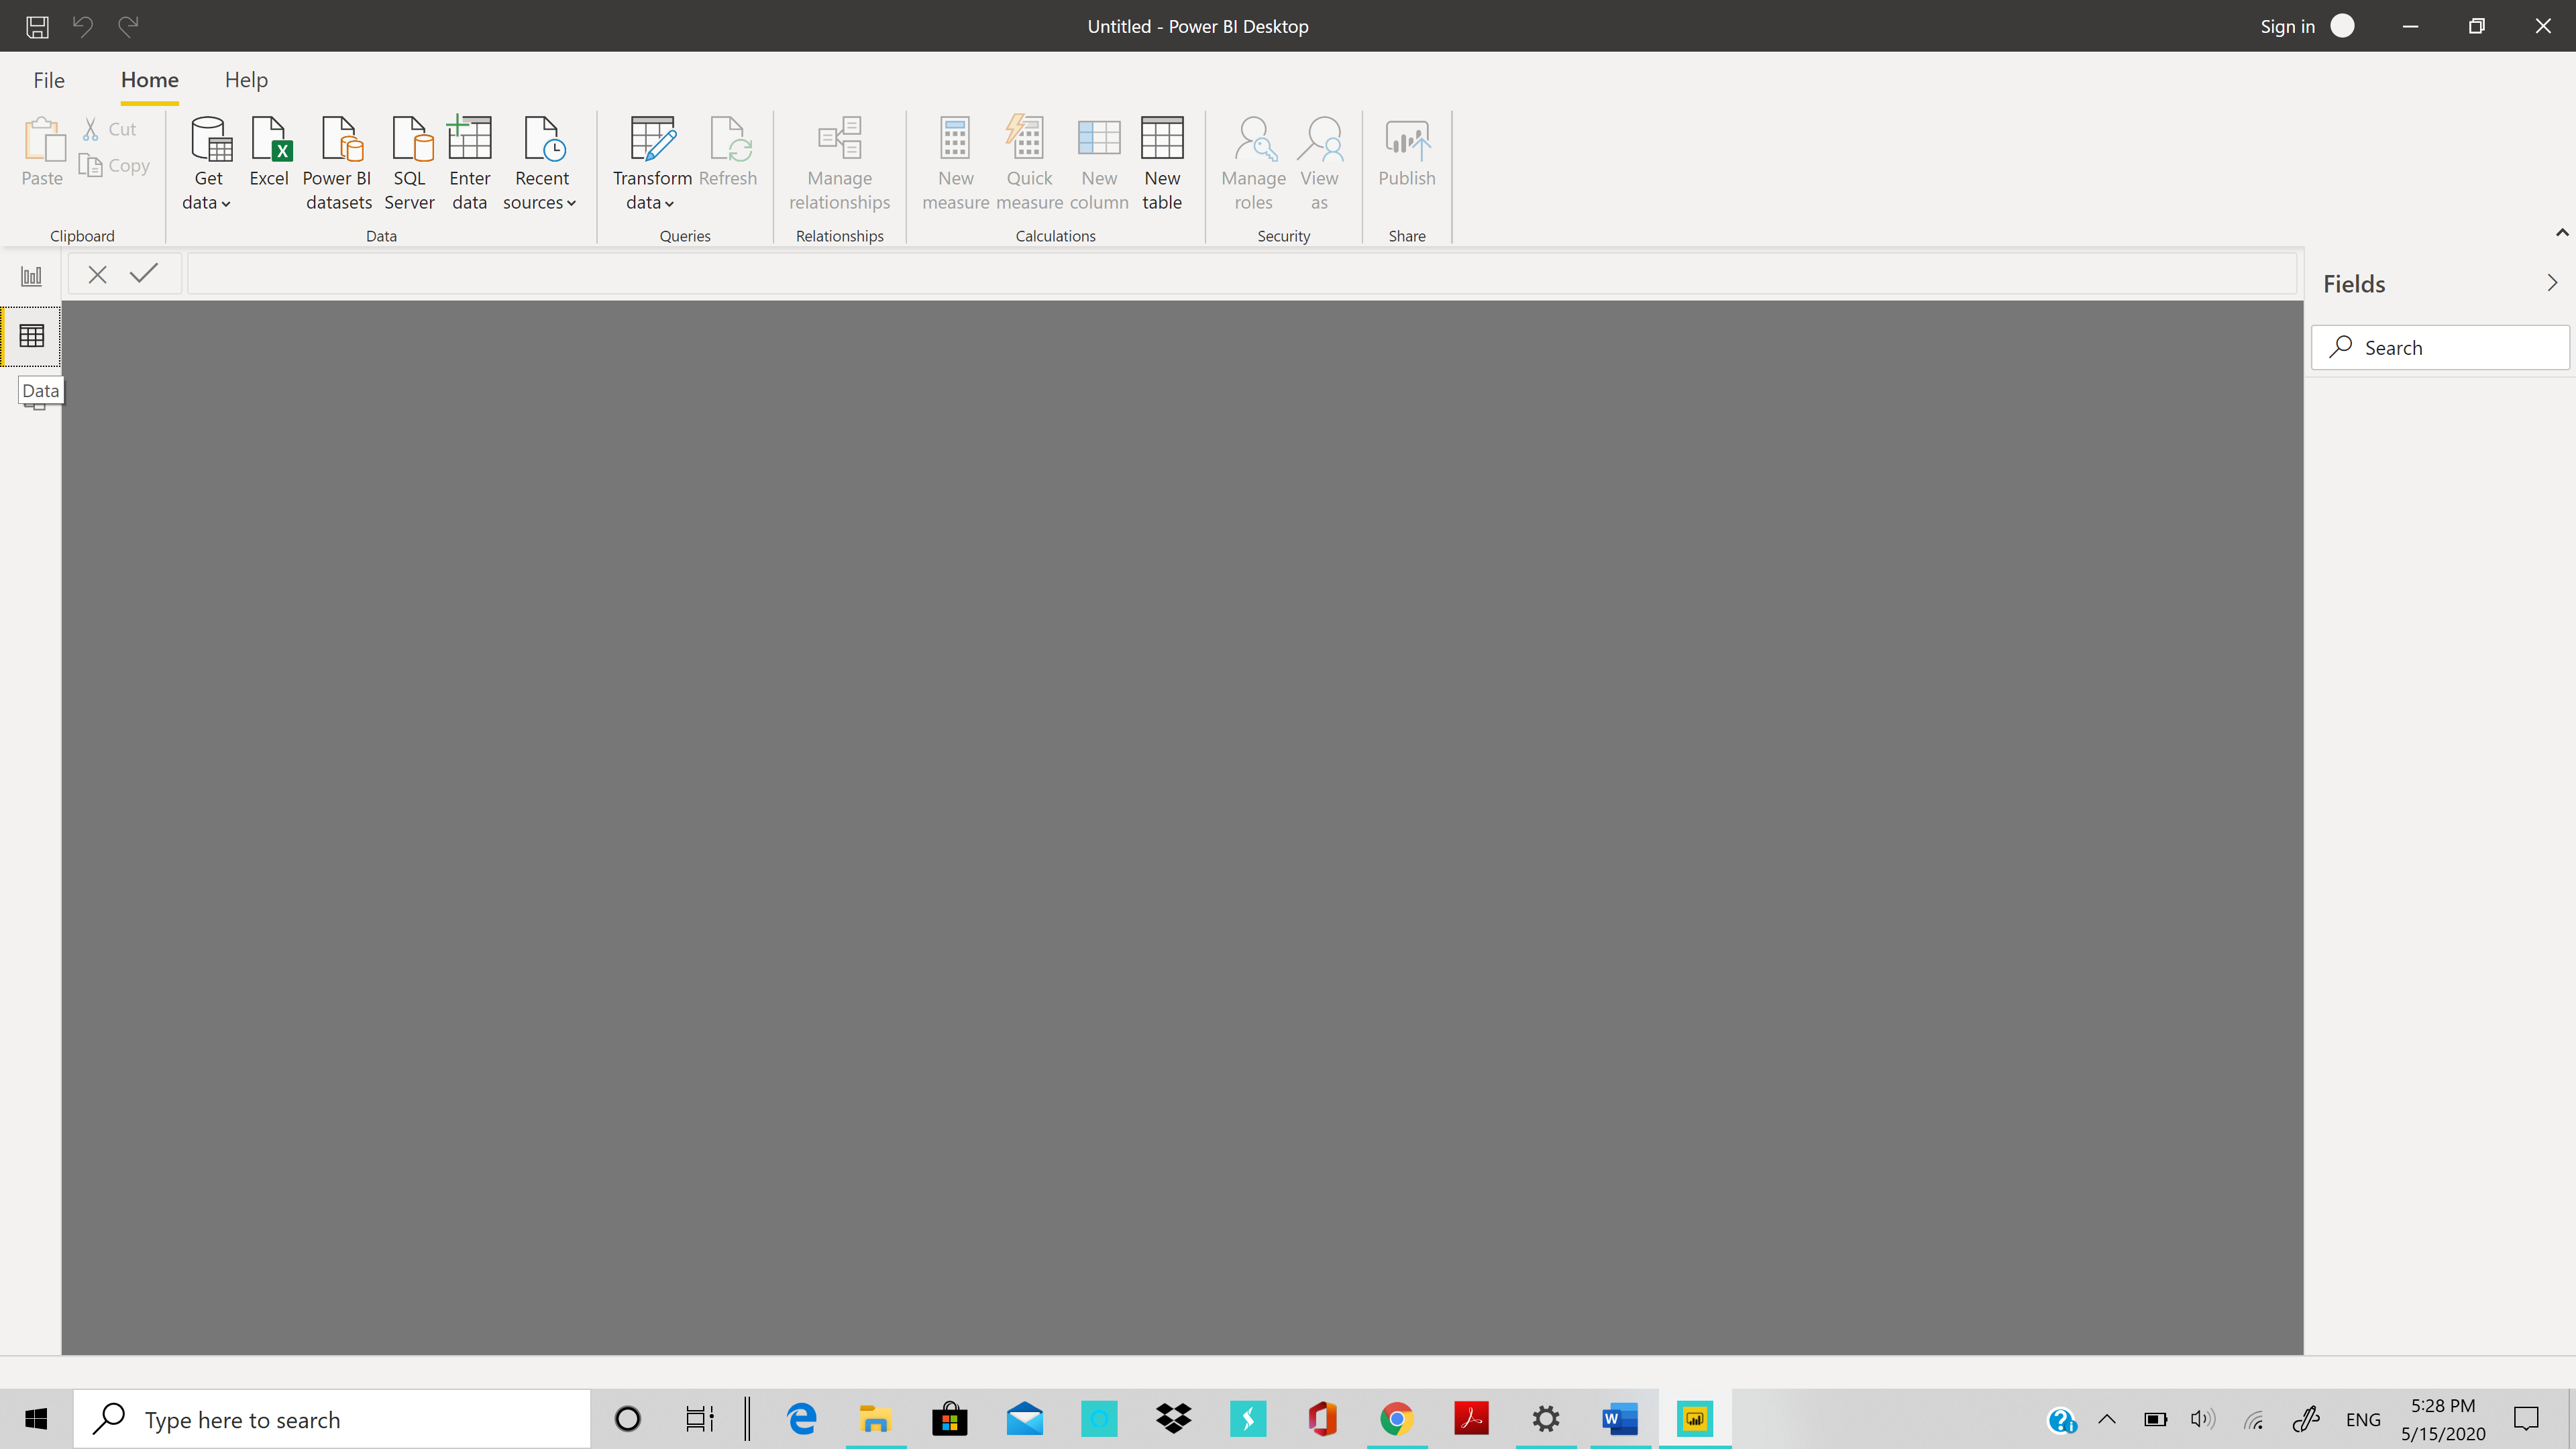 Untitled - Power BI Desktop
Sign in
File
Home
Help
Paste
Cut
Copy
Get
data
Excel
Power BI
datasets
SQL
Server
Enter
data
Recent
sources
Transform
data
Refresh
Manage
relationships
New
measure
Quick
measure
New
column
New
table
Manage
roles
View
as
Publish
Clipboard
Data
Queries
Relationships
Calculations
Security
Share
Fields
Search
Data
Type here to search
ENG
5:28 PM
5/15/2020